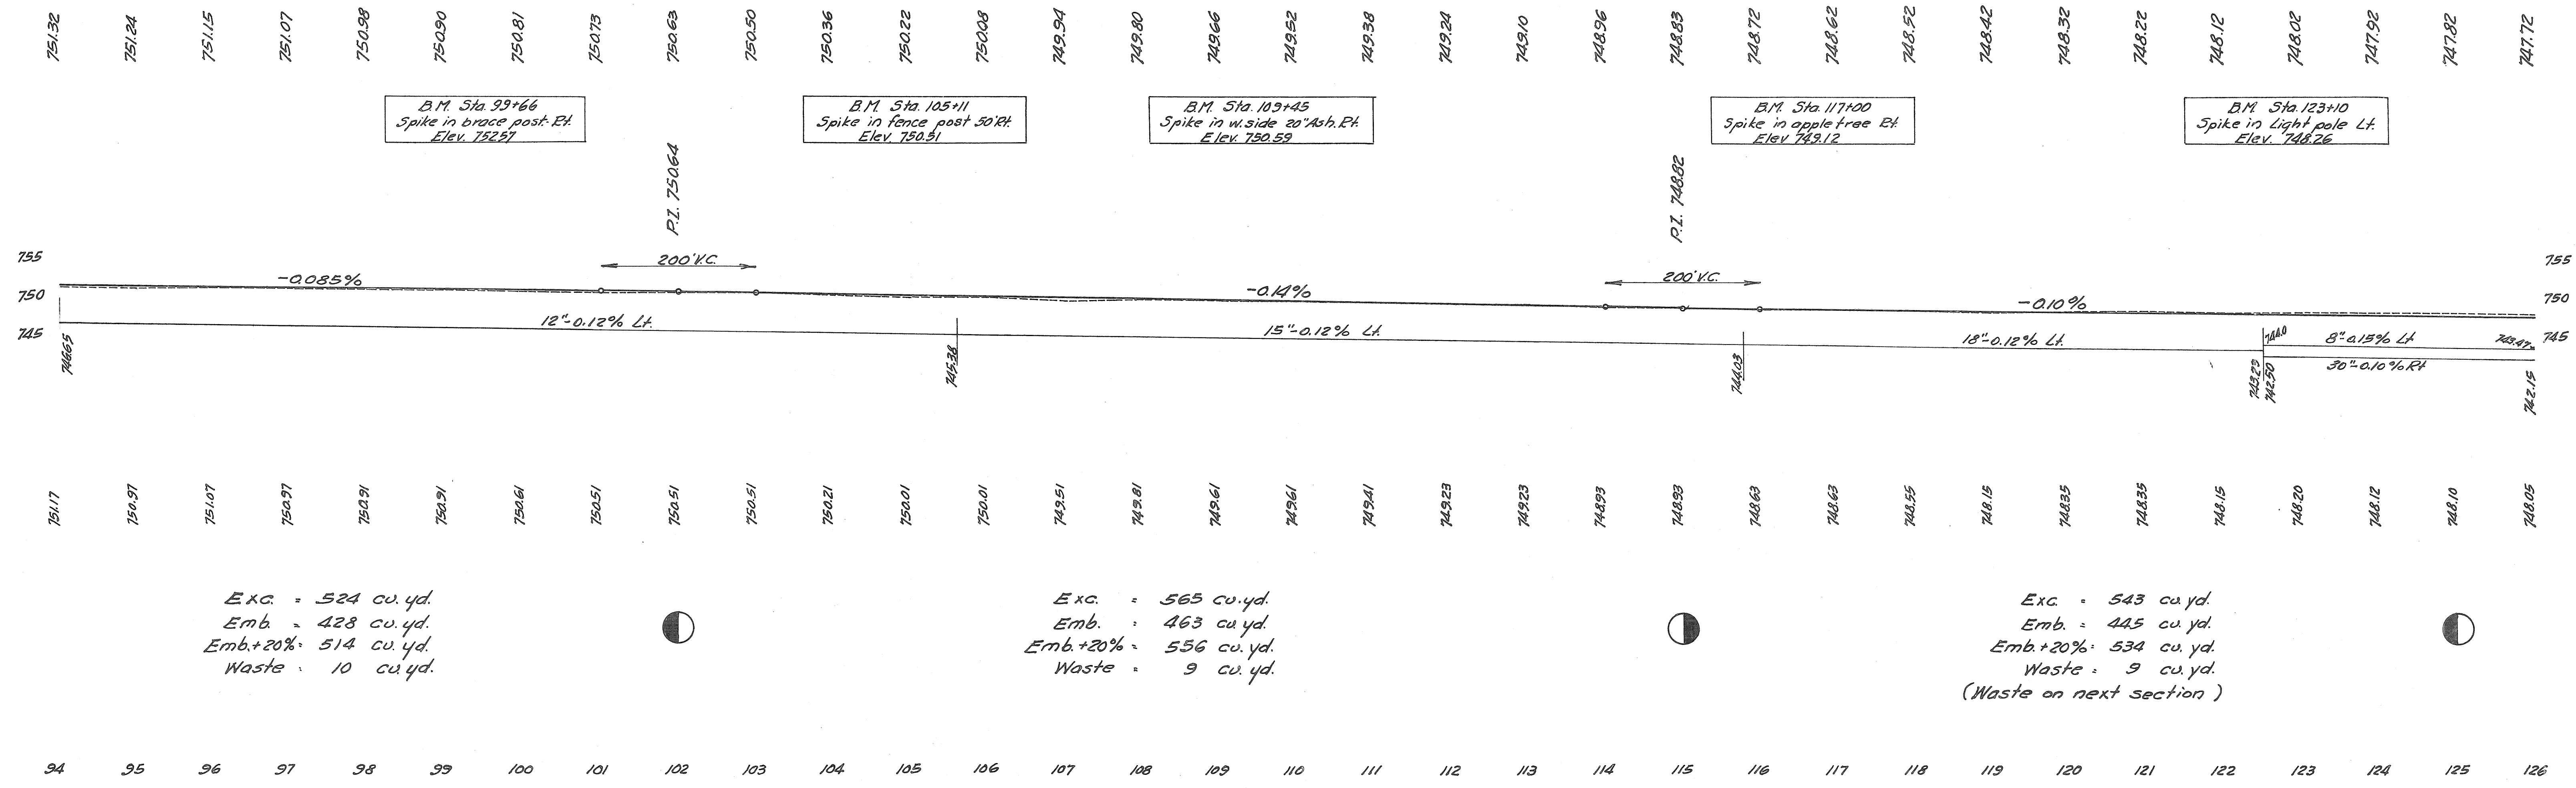 751.32 751.24 751.15 751.07 750.98 750.90 750.81 750.73 750.63 750.50 750.36 750.22 750.08 749.94 749.80 749.66 749.52 749.38 749.24 749.10 748.96 748.83 748.72 748.62 748.52 748.42 748.32 748.22 748.12 748.02 747.92 747.82 747.72
B.M. Sta. 99+66
Spike in brace post. Rt.
Elev. 752.57
B.M. Sta. 105+11
Spike in fence post 50' Rt.
Elev. 750.51
B.M. Sta. 109+45
Spike in w. side 20" Ash. Rt.
Elev. 750.59
B.M. Sta. 117+00
Spike in apple tree Rt.
Elev 749.12
B.M. Sta. 123+10
Spike in Light pole Lt.
Elev. 748.26
P.I. 750.64
P.I. 748.82
755
200' V.C.
200' V.C.
755
-0.085%
-0.14%
-0.10%
750
750
12"-0.12% Lt.
15"-0.12% Lt.
18"-0.12% Lt.
744.0
8"-0.15% Lt
743.47
745
745
30"-0.10% Rt
746.65
745.38
744.03
743.23
742.50
742.15
751.17 750.97 751.07 750.97 750.91 750.91 750.61 750.51 750.51 750.51 750.21 750.01 750.01 749.51 749.81 749.61 749.61 749.41 749.23 749.23 748.93 748.93 748.63 748.63 748.55 748.15 748.35 748.35 748.15 748.20 748.12 748.10 748.05
Exc. = 524 cu. yd.
Emb. = 428 cu. yd.
Emb.+20% = 514 cu. yd.
Waste = 10 cu. yd.
Exc. = 565 cu. yd.
Emb. = 463 cu. yd.
Emb.+20% = 556 cu. yd.
Waste = 9 cu. yd.
Exc. = 543 cu. yd.
Emb. = 445 cu. yd.
Emb.+20% = 534 cu. yd.
Waste = 9 cu. yd.
(Waste on next section)
94 95 96 97 98 99 100 101 102 103 104 105 106 107 108 109 110 111 112 113 114 115 116 117 118 119 120 121 122 123 124 125 126